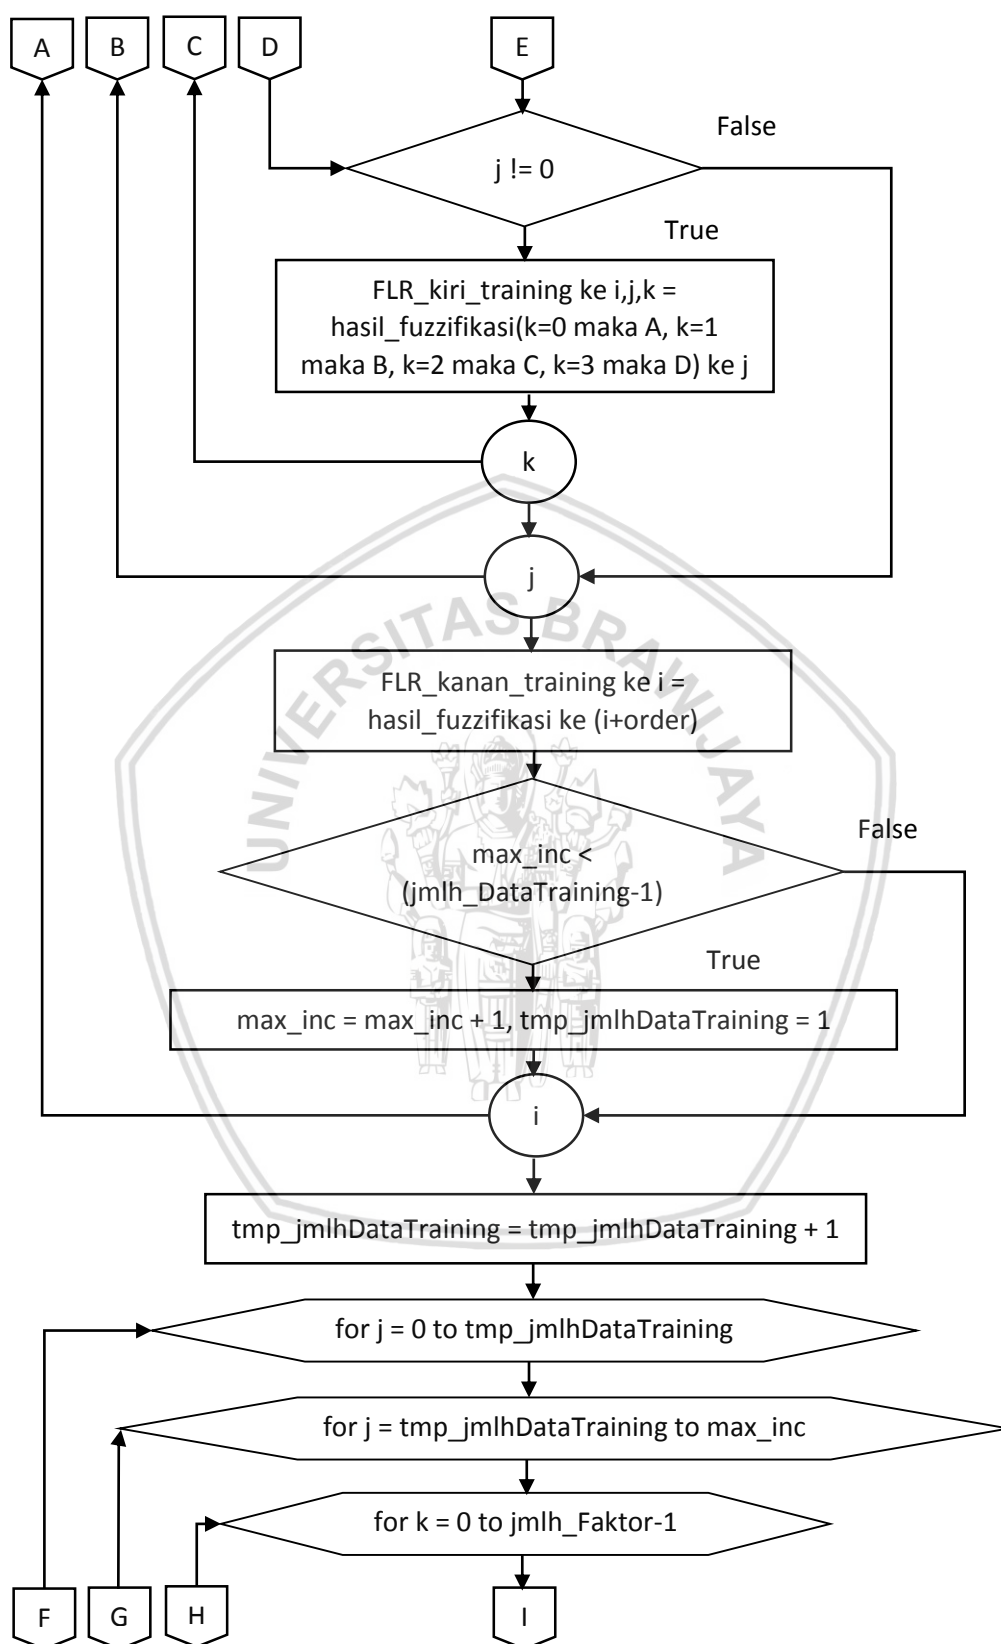 A B C D E
False
j != 0
True
FLR_kiri_training ke i,j,k =
hasil_fuzzifikasi(k=0 maka A, k=1
maka B, k=2 maka C, k=3 maka D) ke j
k
j
UNIVERSITAS BRAWIJAYA
FLR_kanan_training ke i =
hasil_fuzzifikasi ke (i+order)
False
max_inc <
(jmlh_DataTraining-1)
True
max_inc = max_inc + 1, tmp_jmlhDataTraining = 1
i
tmp_jmlhDataTraining = tmp_jmlhDataTraining + 1
for j = 0 to tmp_jmlhDataTraining
for j = tmp_jmlhDataTraining to max_inc
for k = 0 to jmlh_Faktor-1
F G H I